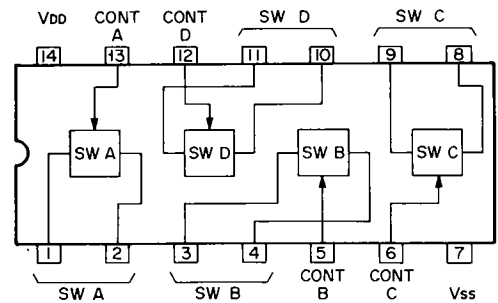 VDD CONT A CONT D SW D SW C
14 13 12 11 10 9 8
SW A SW D SW B SW C
1 2 3 4 5 6 7
SW A SW B CONT B CONT C VSS